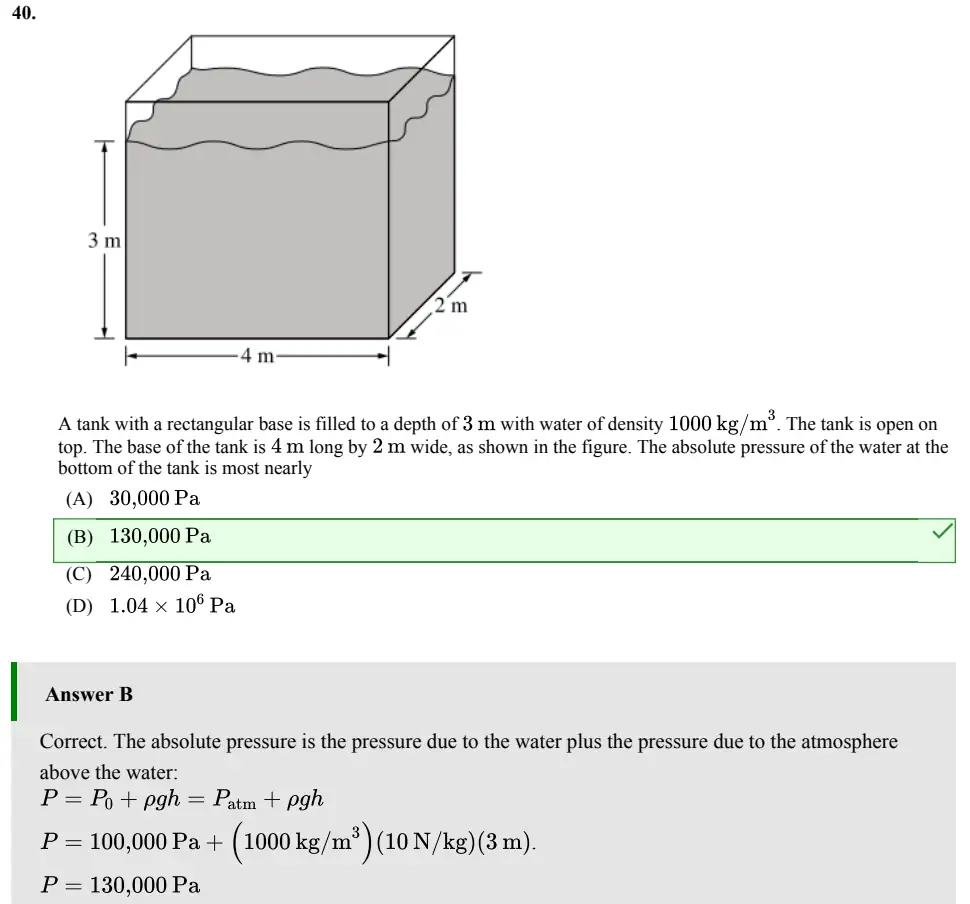 40.
3 m
2 m
4 m
A tank with a rectangular base is filled to a depth of 3 m with water of density 1000 kg/m³. The tank is open on
top. The base of the tank is 4 m long by 2 m wide, as shown in the figure. The absolute pressure of the water at the
bottom of the tank is most nearly
(A) 30,000 Pa
(B) 130,000 Pa
(C) 240,000 Pa
(D) 1.04 × 10⁶ Pa
Answer B
Correct. The absolute pressure is the pressure due to the water plus the pressure due to the atmosphere
above the water:
P = P₀ + ρgh = Pₐₜₘ + ρgh
P = 100,000 Pa + (1000 kg/m³)(10 N/kg)(3 m).
P = 130,000 Pa